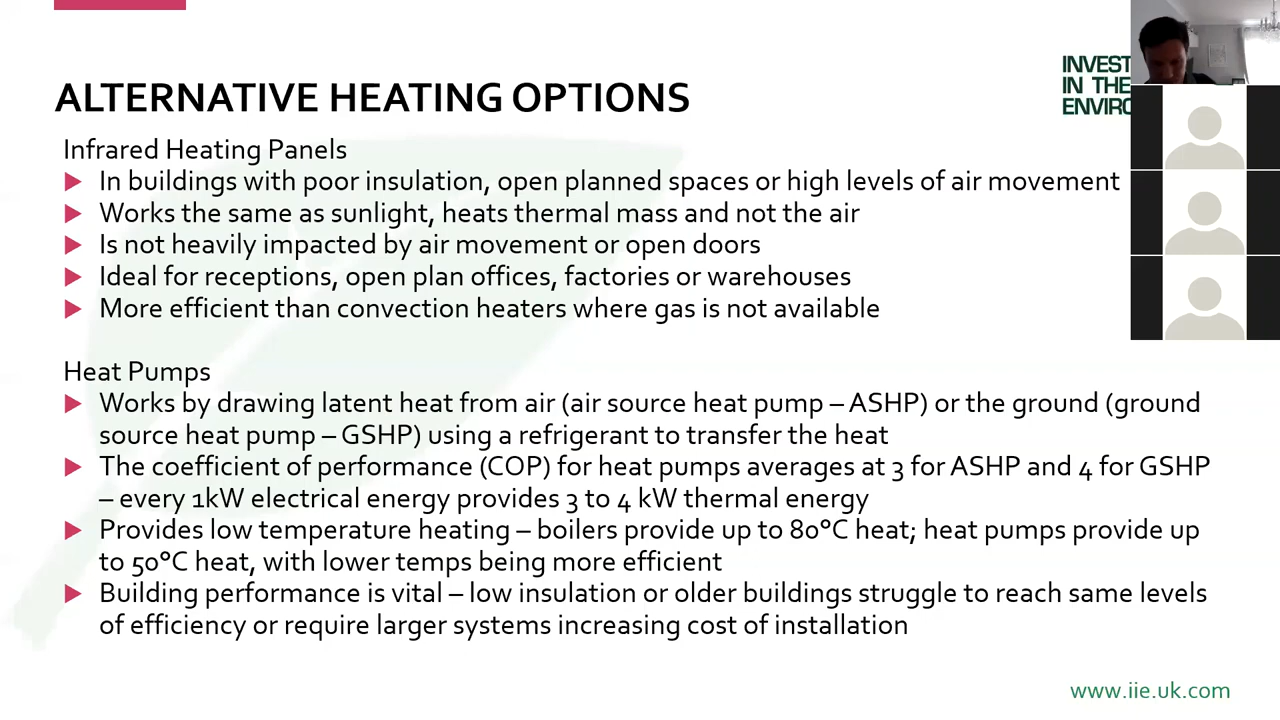 ALTERNATIVE HEATING OPTIONS
INVEST
IN THE
ENVIRO
Infrared Heating Panels
In buildings with poor insulation, open planned spaces or high levels of air movement
Works the same as sunlight, heats thermal mass and not the air
Is not heavily impacted by air movement or open doors
Ideal for receptions, open plan offices, factories or warehouses
More efficient than convection heaters where gas is not available
Heat Pumps
Works by drawing latent heat from air (air source heat pump – ASHP) or the ground (ground
source heat pump – GSHP) using a refrigerant to transfer the heat
The coefficient of performance (COP) for heat pumps averages at 3 for ASHP and 4 for GSHP
– every 1kW electrical energy provides 3 to 4 kW thermal energy
Provides low temperature heating – boilers provide up to 80°C heat; heat pumps provide up
to 50°C heat, with lower temps being more efficient
Building performance is vital – low insulation or older buildings struggle to reach same levels
of efficiency or require larger systems increasing cost of installation
www.iie.uk.com